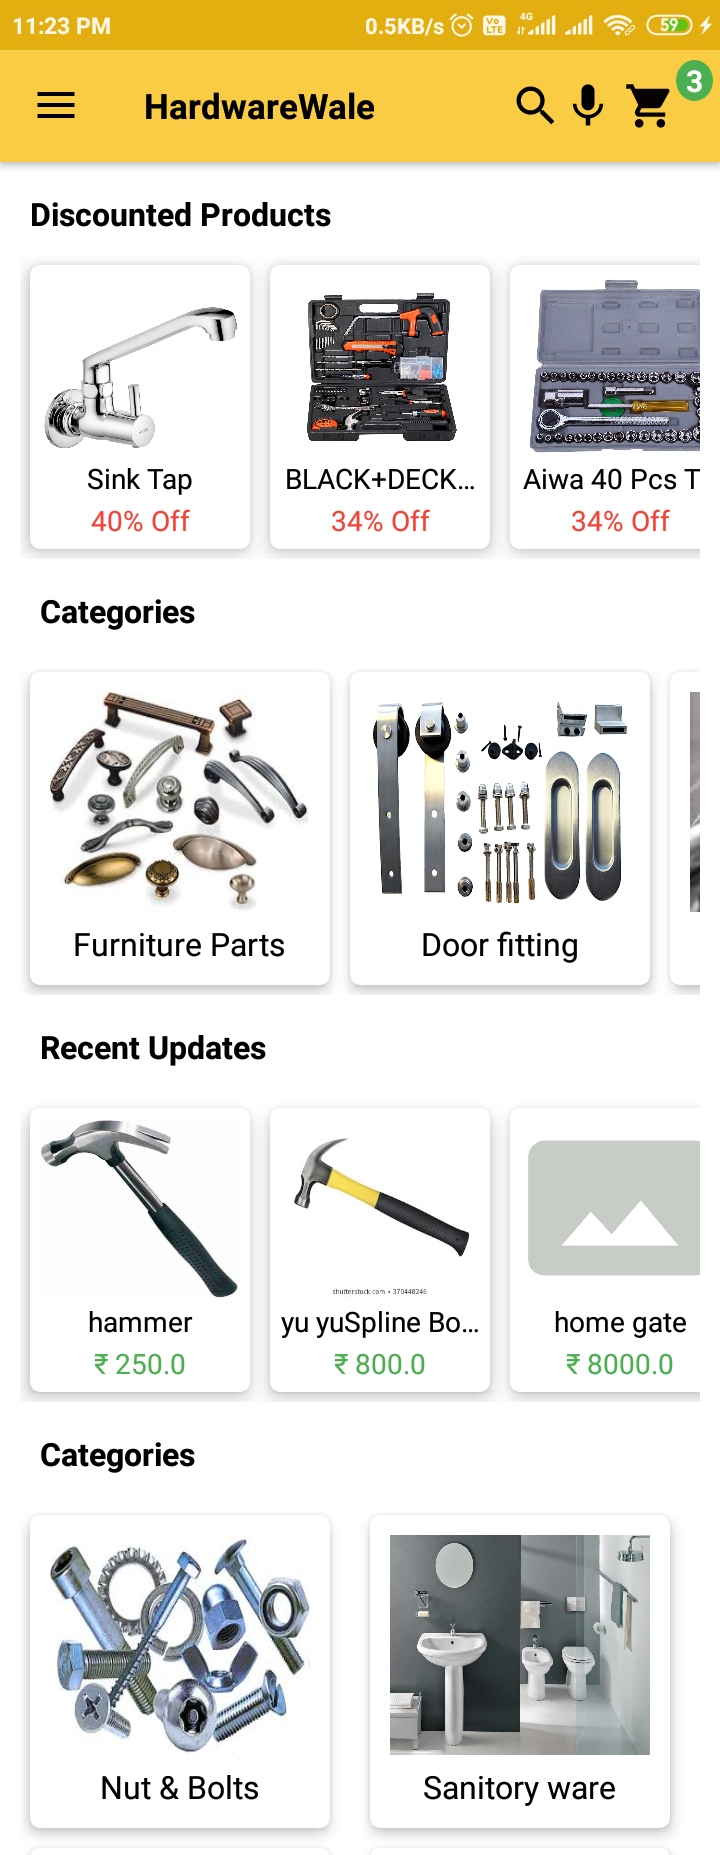 11:23 PM
0.5KB/s
Vo LTE
4G
59
HardwareWale
3
Discounted Products
Sink Tap
40% Off
BLACK+DECK...
34% Off
Aiwa 40 Pcs T
34% Off
Categories
Furniture Parts
Door fitting
Recent Updates
shutterstock.com • 370448246
hammer
₹ 250.0
yu yuSpline Bo...
₹ 800.0
home gate
₹ 8000.0
Categories
Nut & Bolts
Sanitory ware